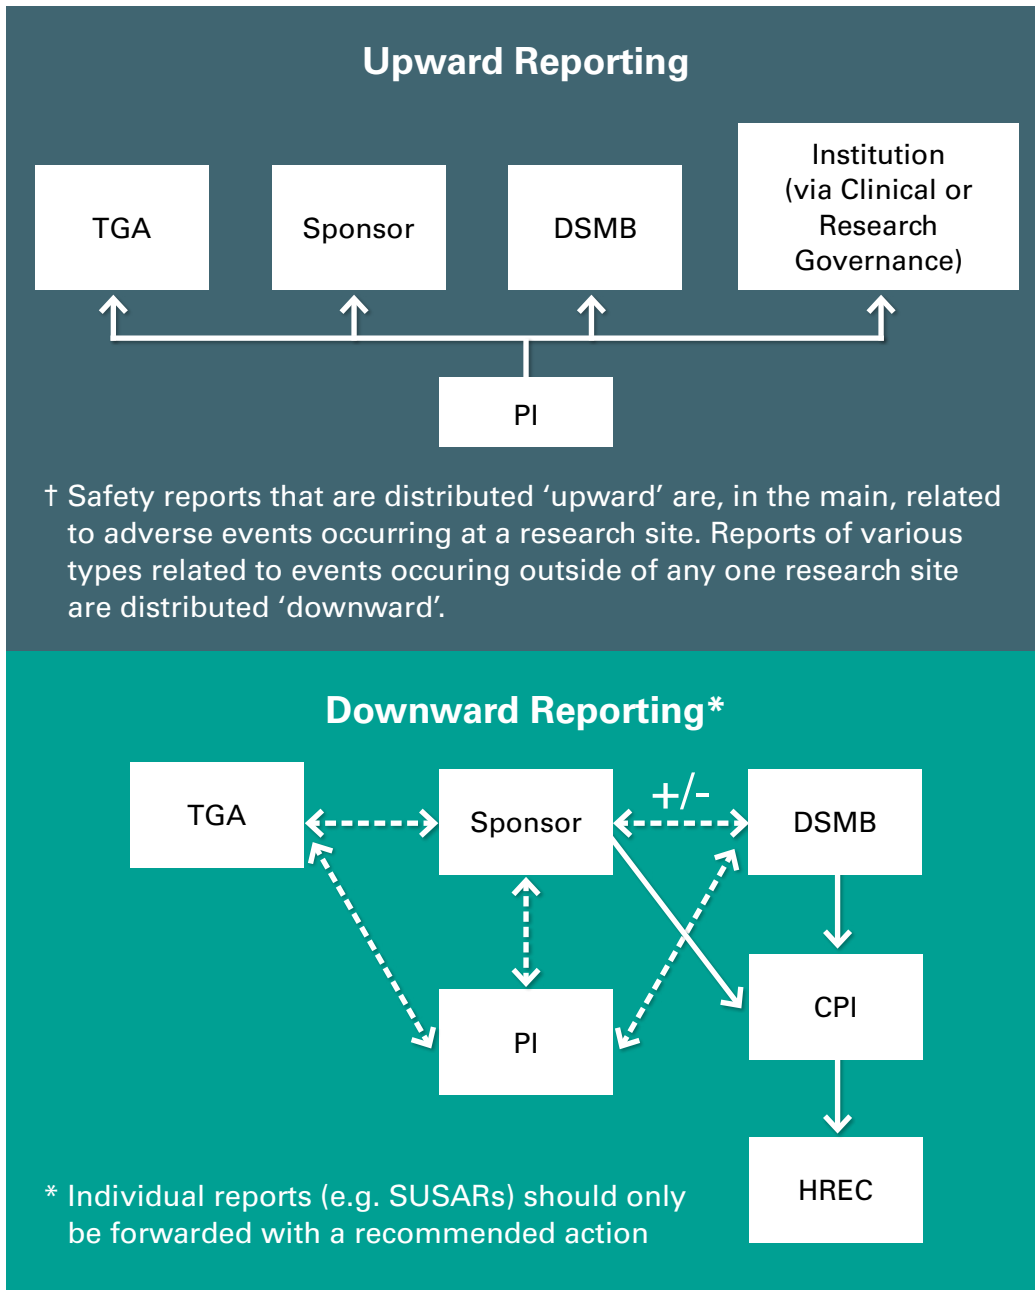 Upward Reporting
TGA
Sponsor
DSMB
Institution
(via Clinical or
Research
Governance)
PI
† Safety reports that are distributed ‘upward’ are, in the main, related
to adverse events occurring at a research site. Reports of various
types related to events occuring outside of any one research site
are distributed ‘downward’.
Downward Reporting*
TGA
Sponsor
+/-
DSMB
PI
CPI
HREC
* Individual reports (e.g. SUSARs) should only
be forwarded with a recommended action